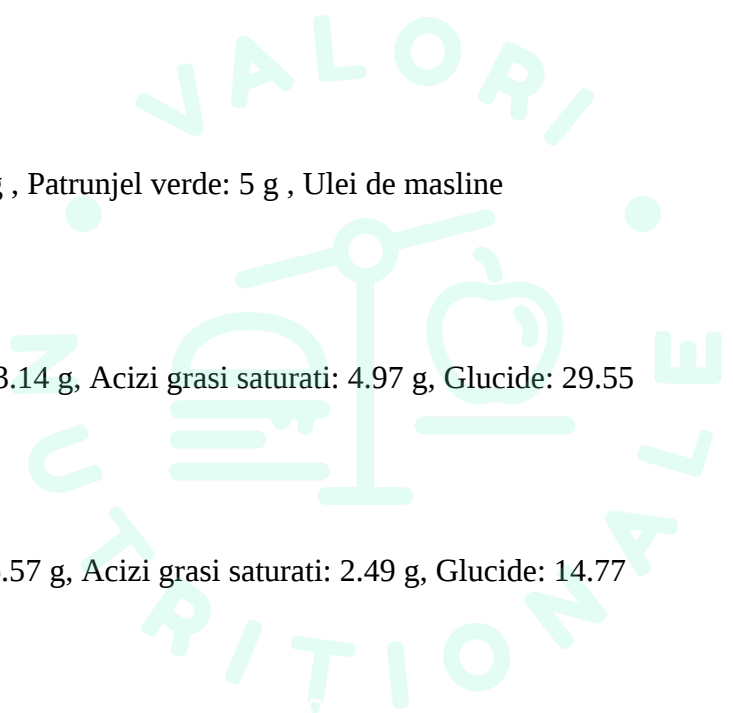 VALORI
, Patrunjel verde: 5 g , Ulei de masline
3.14 g, Acizi grasi saturati: 4.97 g, Glucide: 29.55
.57 g, Acizi grasi saturati: 2.49 g, Glucide: 14.77
NUTRIȚIONALE